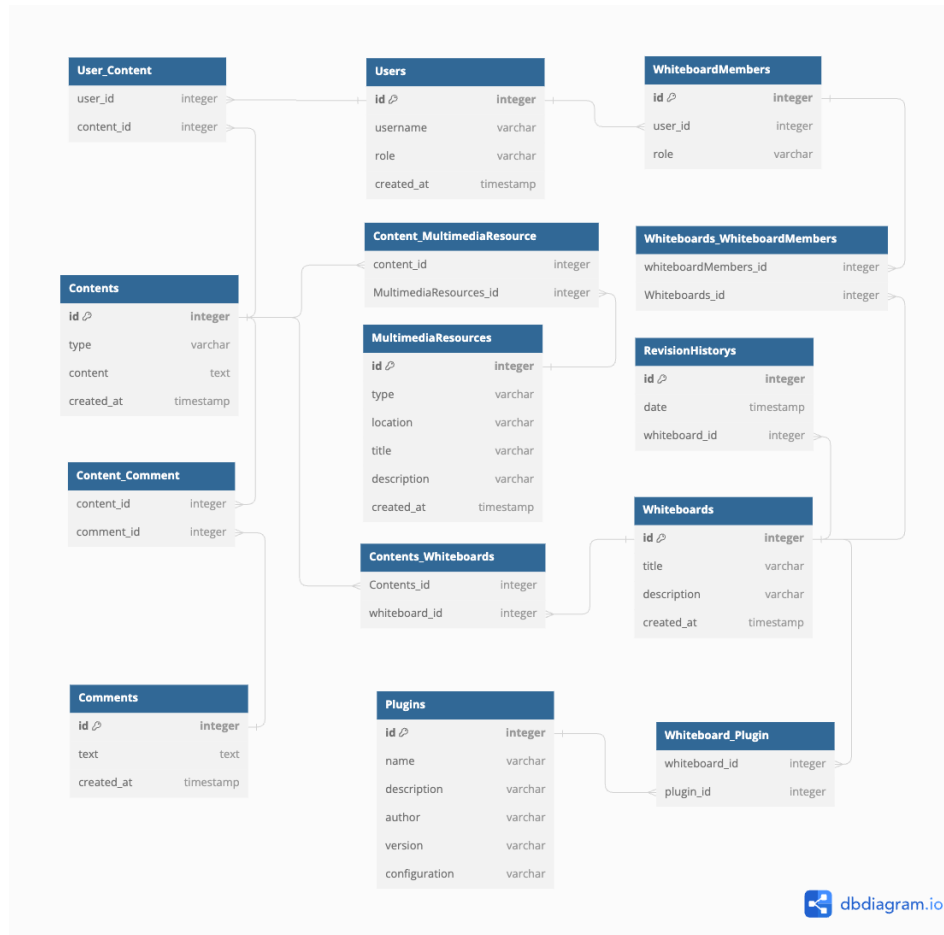 User_Content
user_id integer
content_id integer
Users
id integer
username varchar
role varchar
created_at timestamp
WhiteboardMembers
id integer
user_id integer
role varchar
Content_MultimediaResource
content_id integer
MultimediaResources_id integer
Whiteboards_WhiteboardMembers
whiteboardMembers_id integer
Whiteboards_id integer
Contents
id integer
type varchar
content text
created_at timestamp
MultimediaResources
id integer
type varchar
location varchar
title varchar
description varchar
created_at timestamp
RevisionHistorys
id integer
date timestamp
whiteboard_id integer
Content_Comment
content_id integer
comment_id integer
Contents_Whiteboards
Contents_id integer
whiteboard_id integer
Whiteboards
id integer
title varchar
description varchar
created_at timestamp
Comments
id integer
text text
created_at timestamp
Plugins
id integer
name varchar
description varchar
author varchar
version varchar
configuration varchar
Whiteboard_Plugin
whiteboard_id integer
plugin_id integer
dbdiagram.io